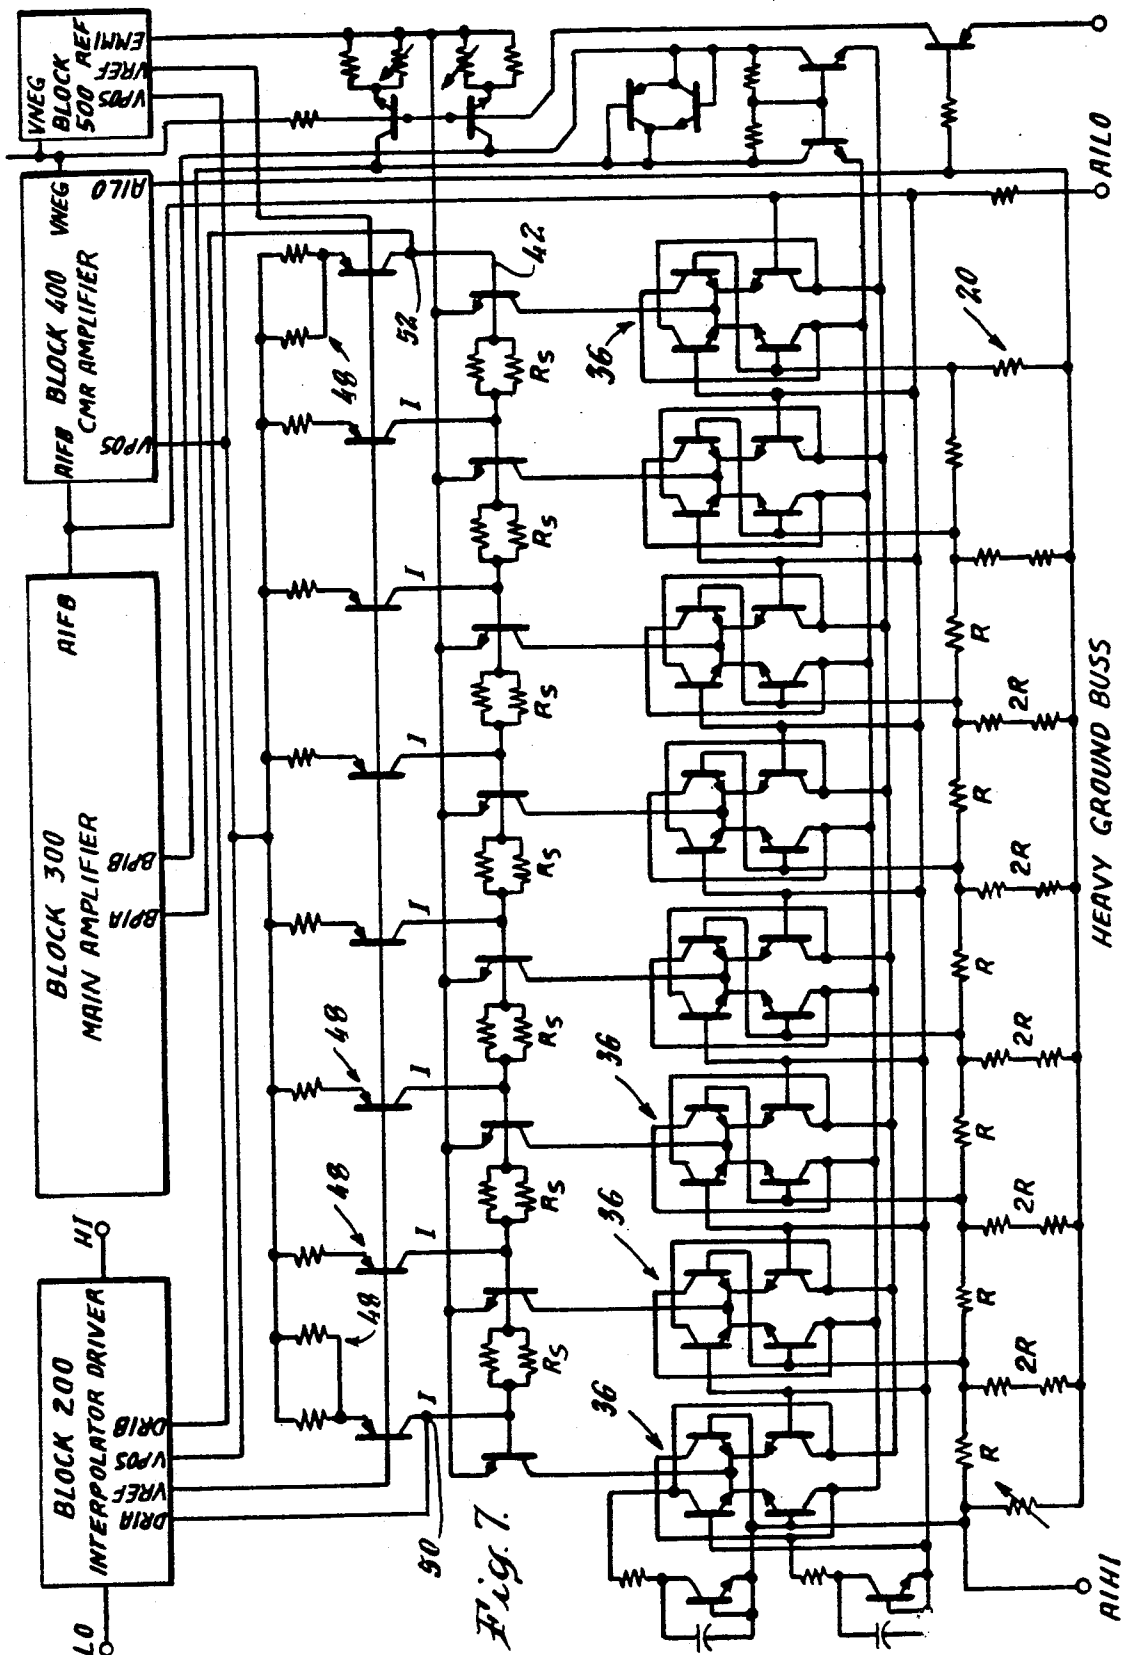 LO
HI
BLOCK 200
INTERPOLATOR DRIVER
DRIA
VREF
VPOS
DRIB
BLOCK 300
MAIN AMPLIFIER
AIFB
BPIA
BPIB
AIFB
BLOCK 400
VNEG
CMR AMPLIFIER
VPOS
AILO
VNEG
BLOCK
500 REF
VPOS
VREF
EMMI
48
48
48
48
50
I
I
I
I
I
I
I
52
42
Rs
Rs
Rs
Rs
Rs
Rs
Rs
Fig. 7.
36
36
36
36
R
R
R
R
R
R
2R
2R
2R
2R
2R
20
AIHI
HEAVY GROUND BUSS
AILO